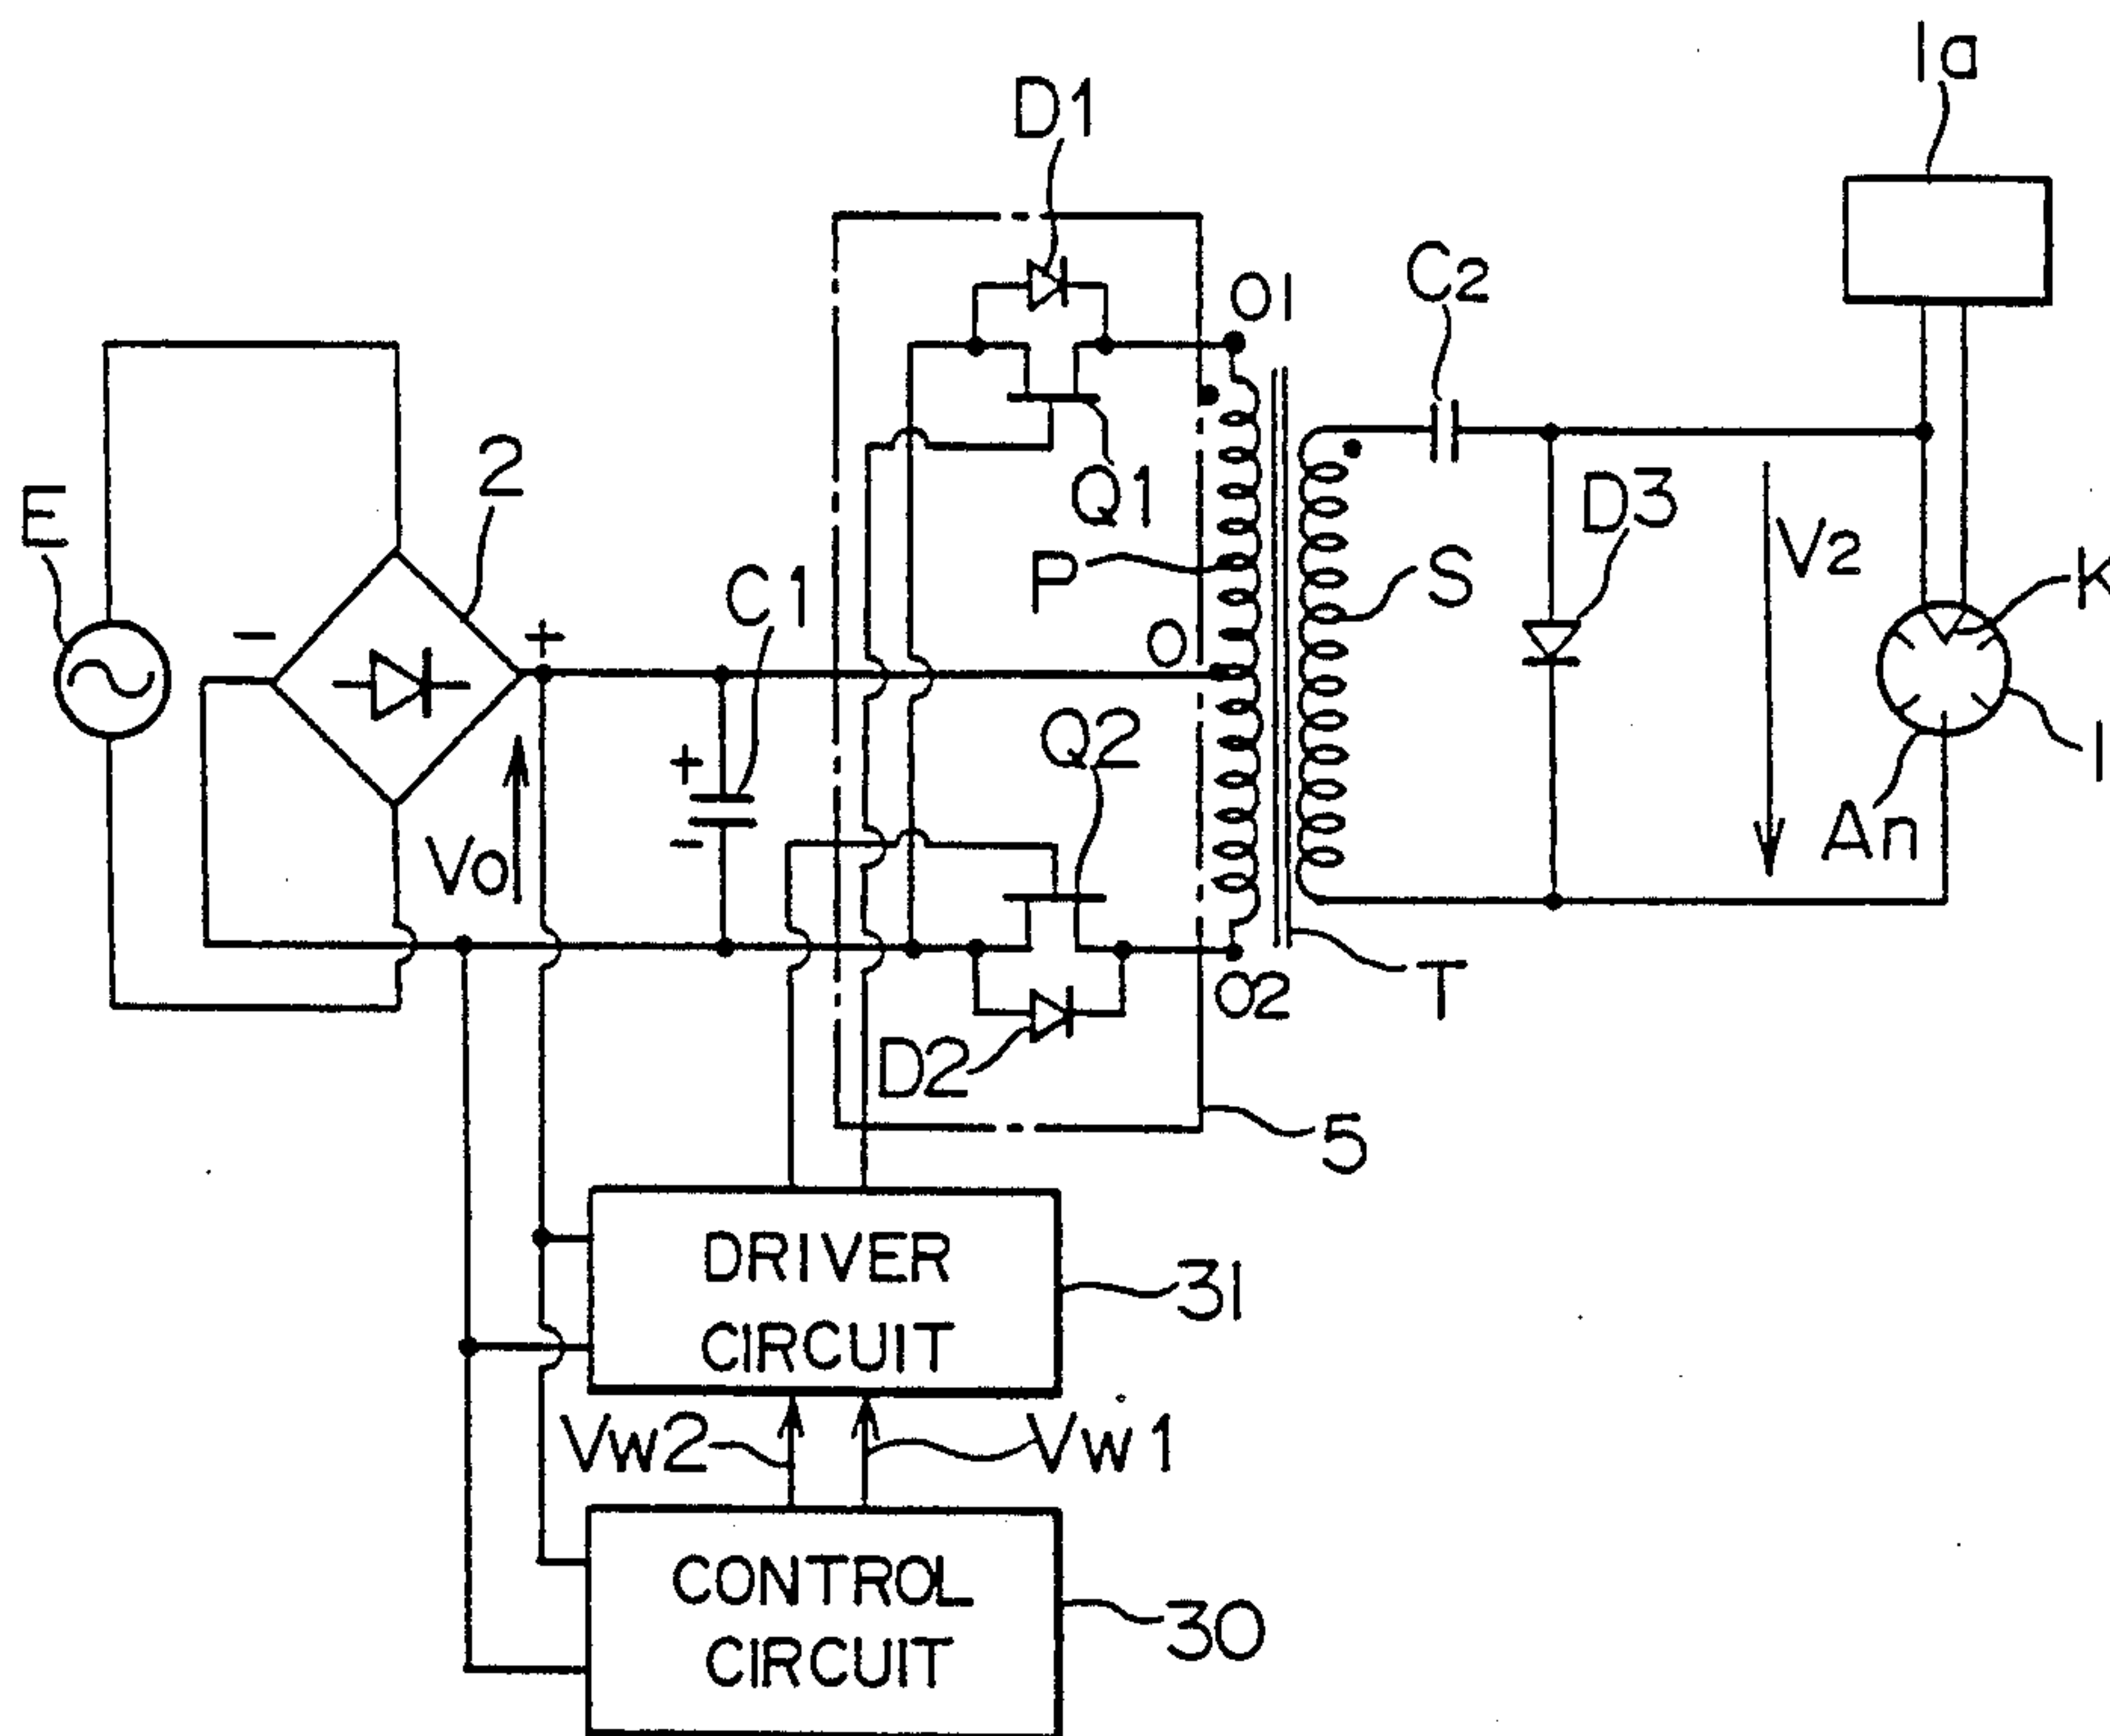 1a
D1
O1
C2
E
2
Q1
D3
P
S
V2
K
C1
O
-
+
Q2
1
+
-
Vo
An
O2
T
D2
5
DRIVER
CIRCUIT
31
Vw2
Vw1
CONTROL
CIRCUIT
30